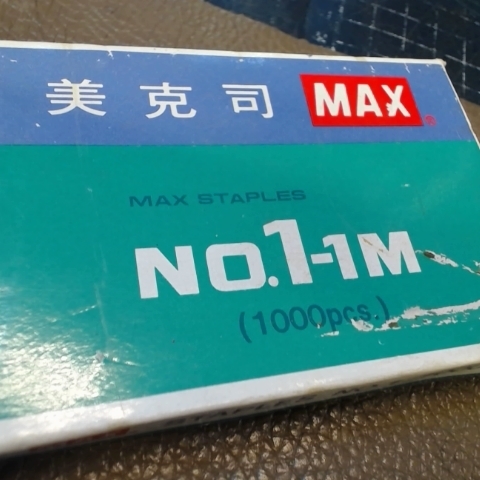 美克司 MAX®
MAX STAPLES
NO.1-1M
(1000pcs.)